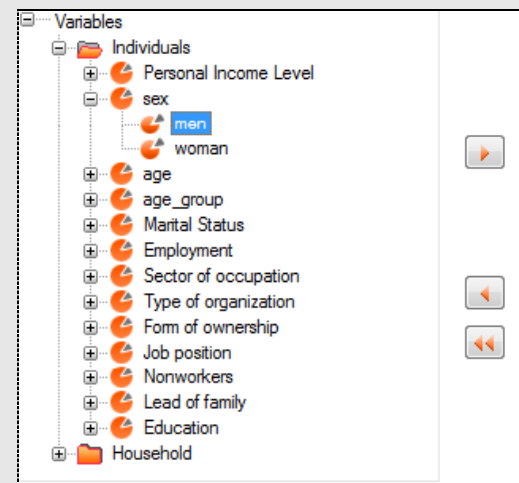 Variables
Individuals
Personal Income Level
sex
men
woman
age
age_group
Marital Status
Employment
Sector of occupation
Type of organization
Form of ownership
Job position
Nonworkers
Lead of family
Education
Household